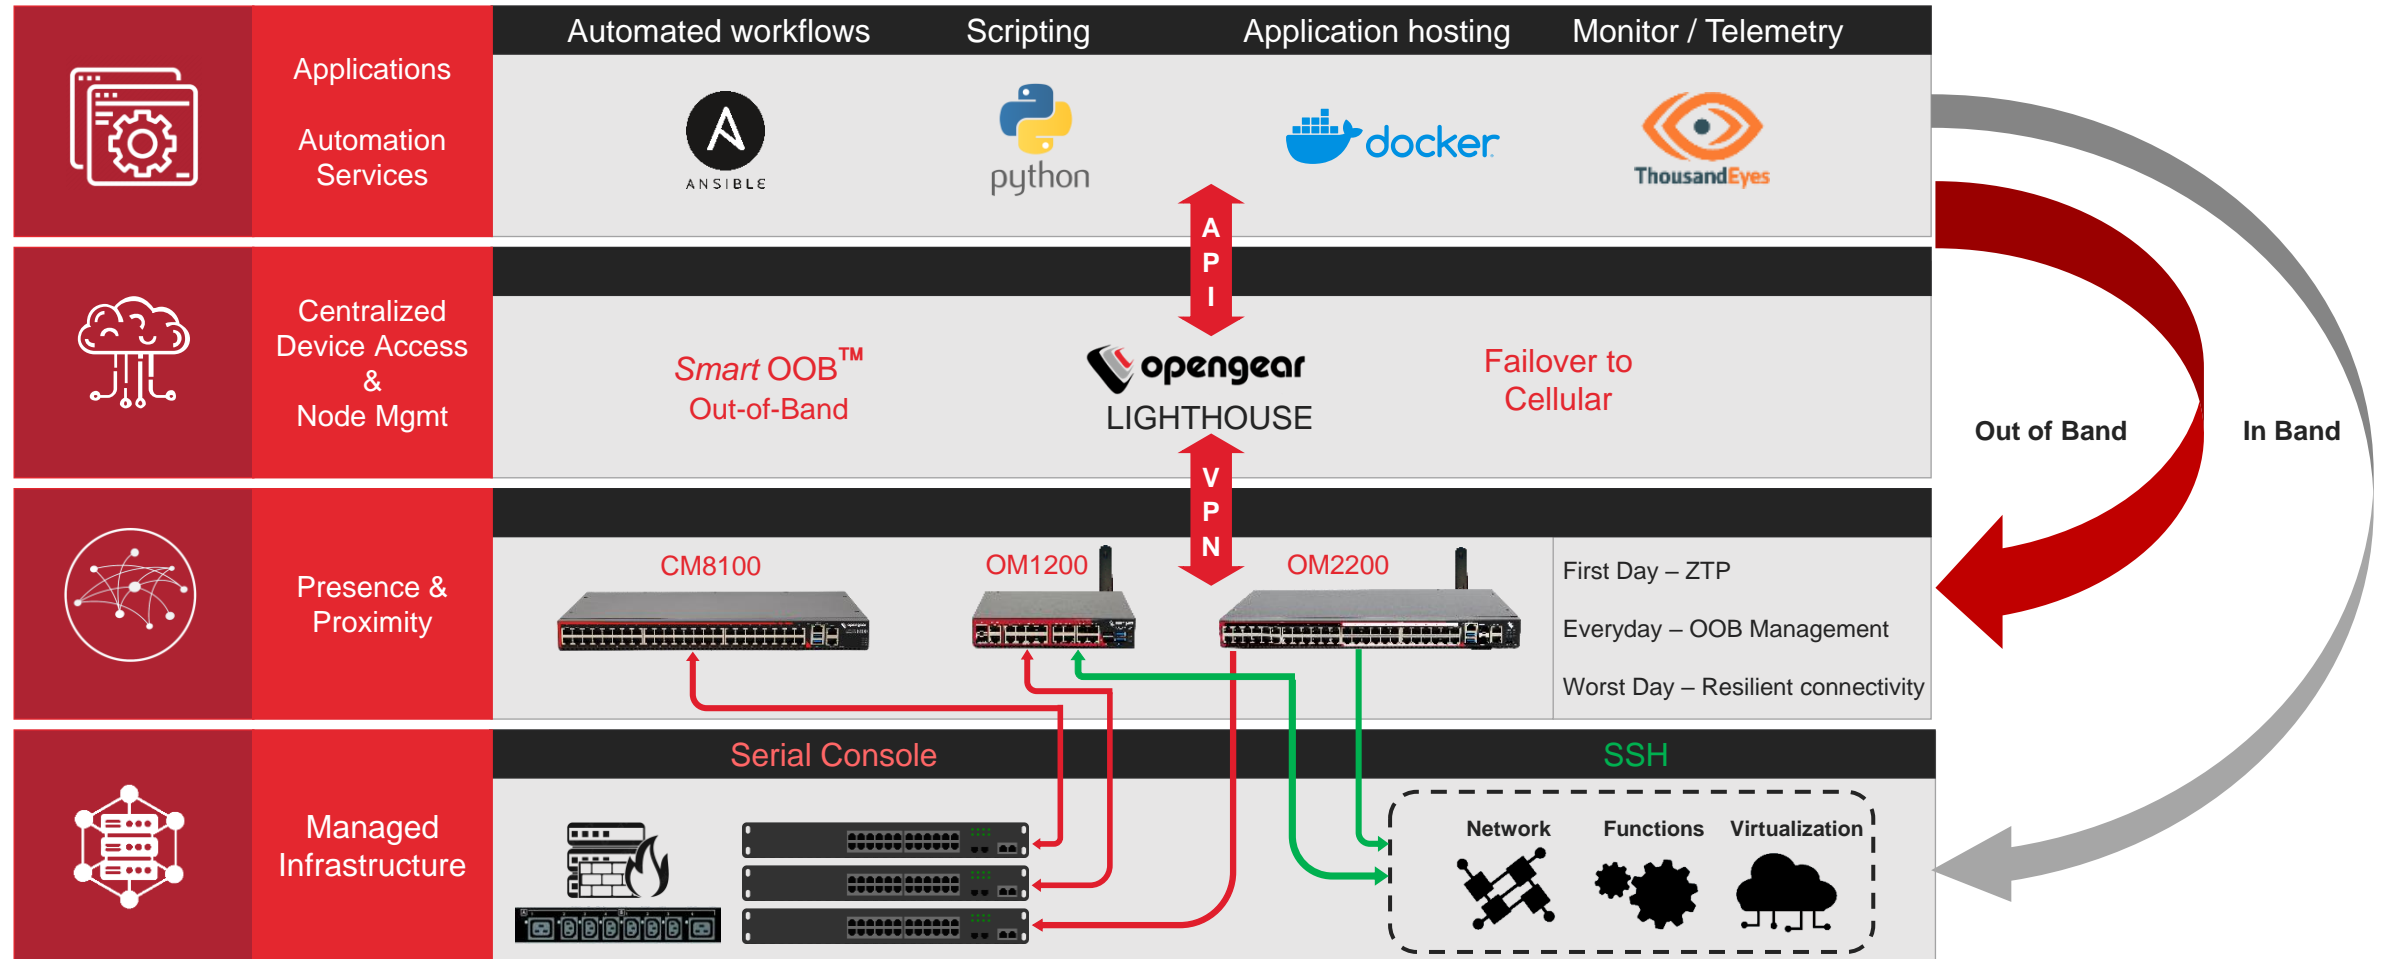 Automated workflows
Scripting
Application hosting
Monitor / Telemetry
Applications
Automation
Services
ANSIBLE
python
docker
ThousandEyes
A
P
I
Centralized
Device Access
&
Node Mgmt
Smart OOB™
Out-of-Band
opengear
LIGHTHOUSE
Failover to
Cellular
Out of Band
In Band
V
P
N
Presence &
Proximity
CM8100
OM1200
OM2200
First Day – ZTP
Everyday – OOB Management
Worst Day – Resilient connectivity
Serial Console
SSH
Managed
Infrastructure
Network
Functions
Virtualization